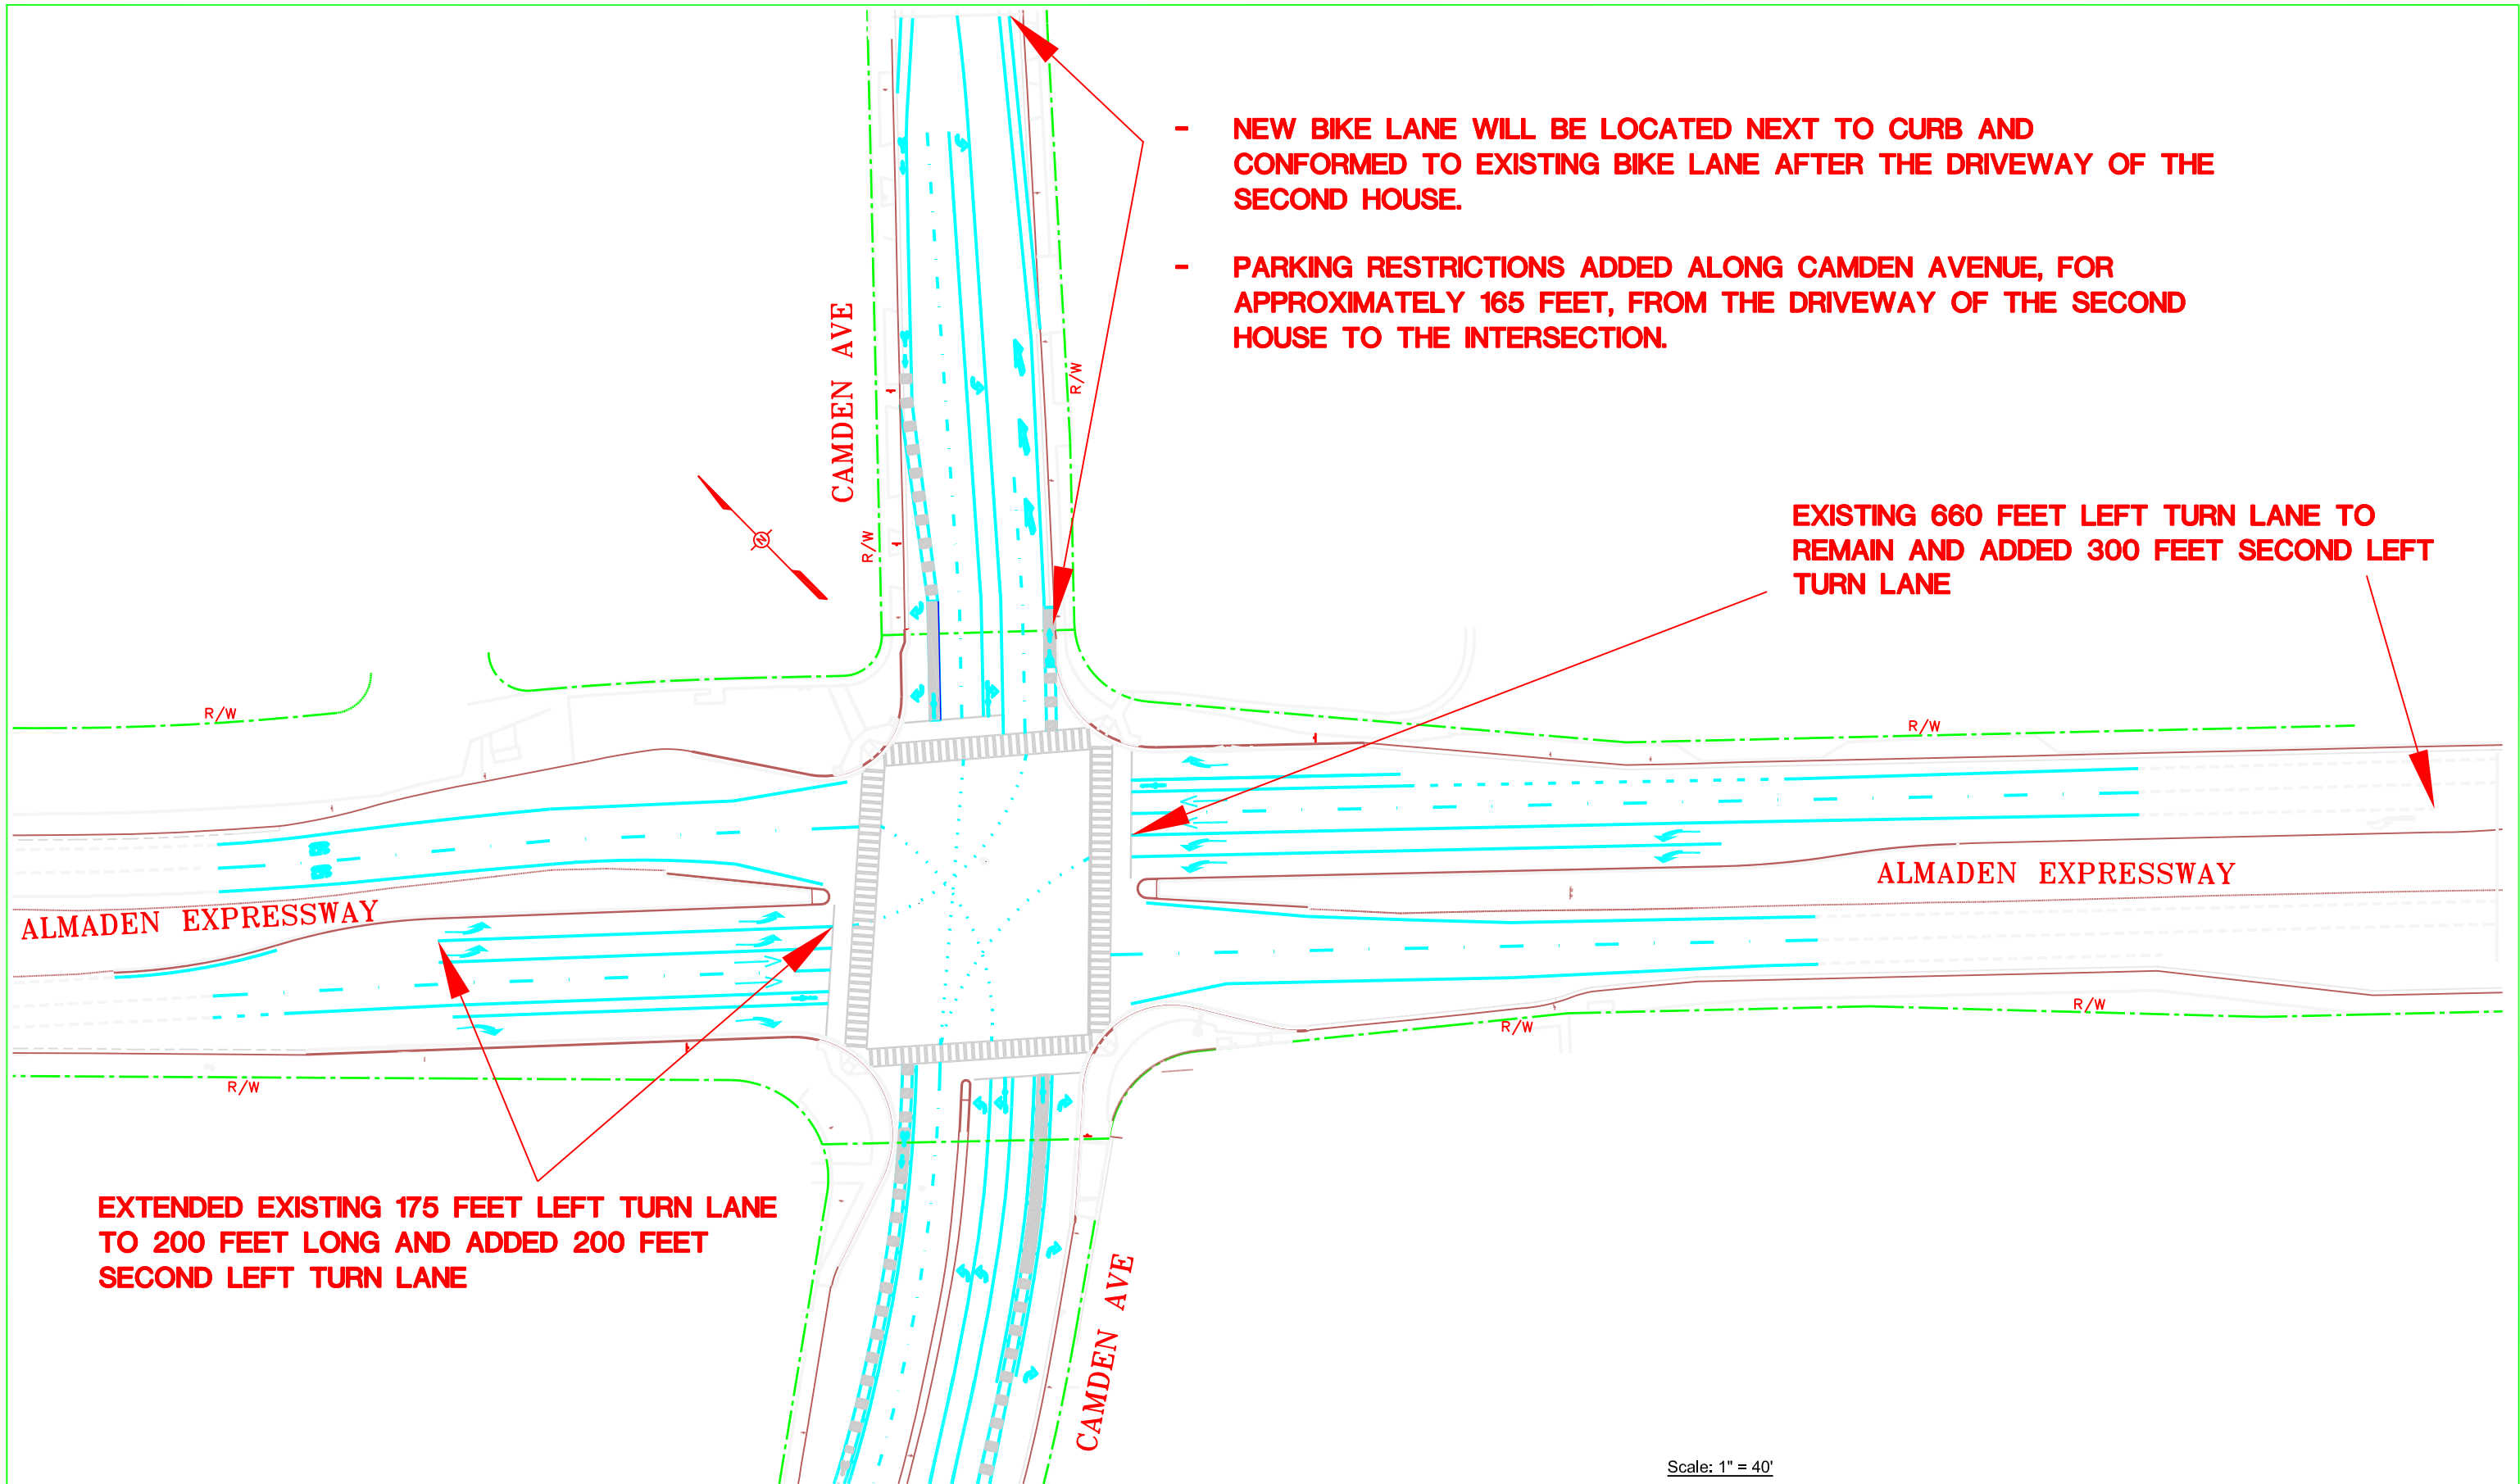 - NEW BIKE LANE WILL BE LOCATED NEXT TO CURB AND
CONFORMED TO EXISTING BIKE LANE AFTER THE DRIVEWAY OF THE
SECOND HOUSE.
- PARKING RESTRICTIONS ADDED ALONG CAMDEN AVENUE, FOR
APPROXIMATELY 165 FEET, FROM THE DRIVEWAY OF THE SECOND
HOUSE TO THE INTERSECTION.
CAMDEN AVE
R/W
R/W
N
EXISTING 660 FEET LEFT TURN LANE TO
REMAIN AND ADDED 300 FEET SECOND LEFT
TURN LANE
R/W
R/W
ALMADEN EXPRESSWAY
ALMADEN EXPRESSWAY
R/W
R/W
R/W
EXTENDED EXISTING 175 FEET LEFT TURN LANE
TO 200 FEET LONG AND ADDED 200 FEET
SECOND LEFT TURN LANE
CAMDEN AVE
Scale: 1" = 40'